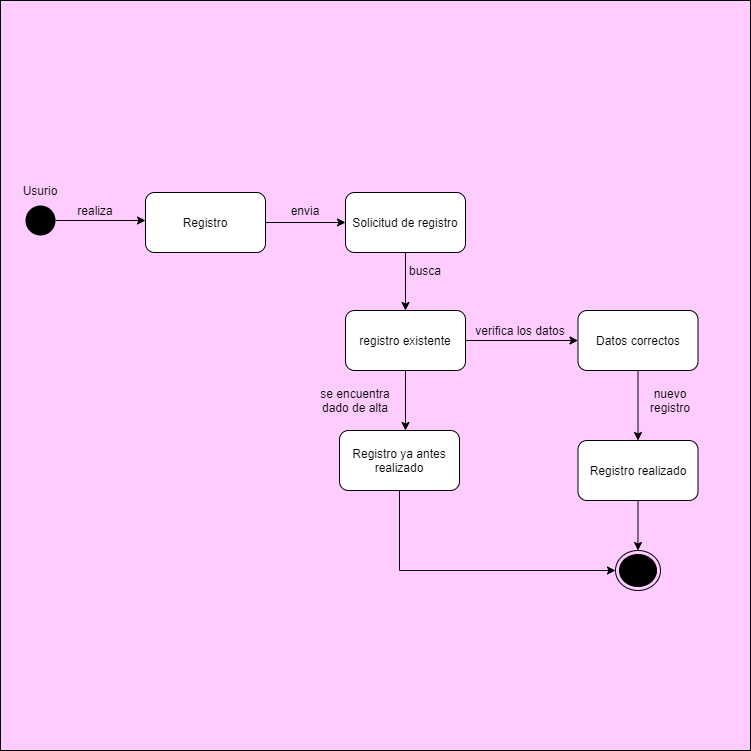 Usurio
realiza
Registro
envia
Solicitud de registro
busca
registro existente
verifica los datos
Datos correctos
se encuentra
dado de alta
nuevo
registro
Registro ya antes
realizado
Registro realizado